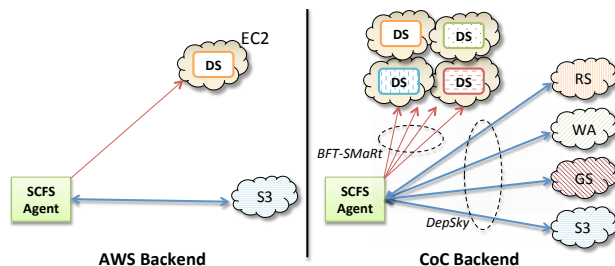 EC2
DS
SCFS
Agent
S3
AWS Backend
DS
DS
DS
DS
BFT-SMaRt
SCFS
Agent
DepSky
RS
WA
GS
S3
CoC Backend